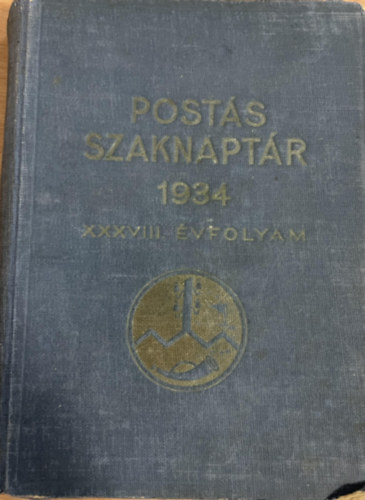 POSTÁS
SZAKNAPTÁR
1934
XXXVIII ÉVFOLYAM